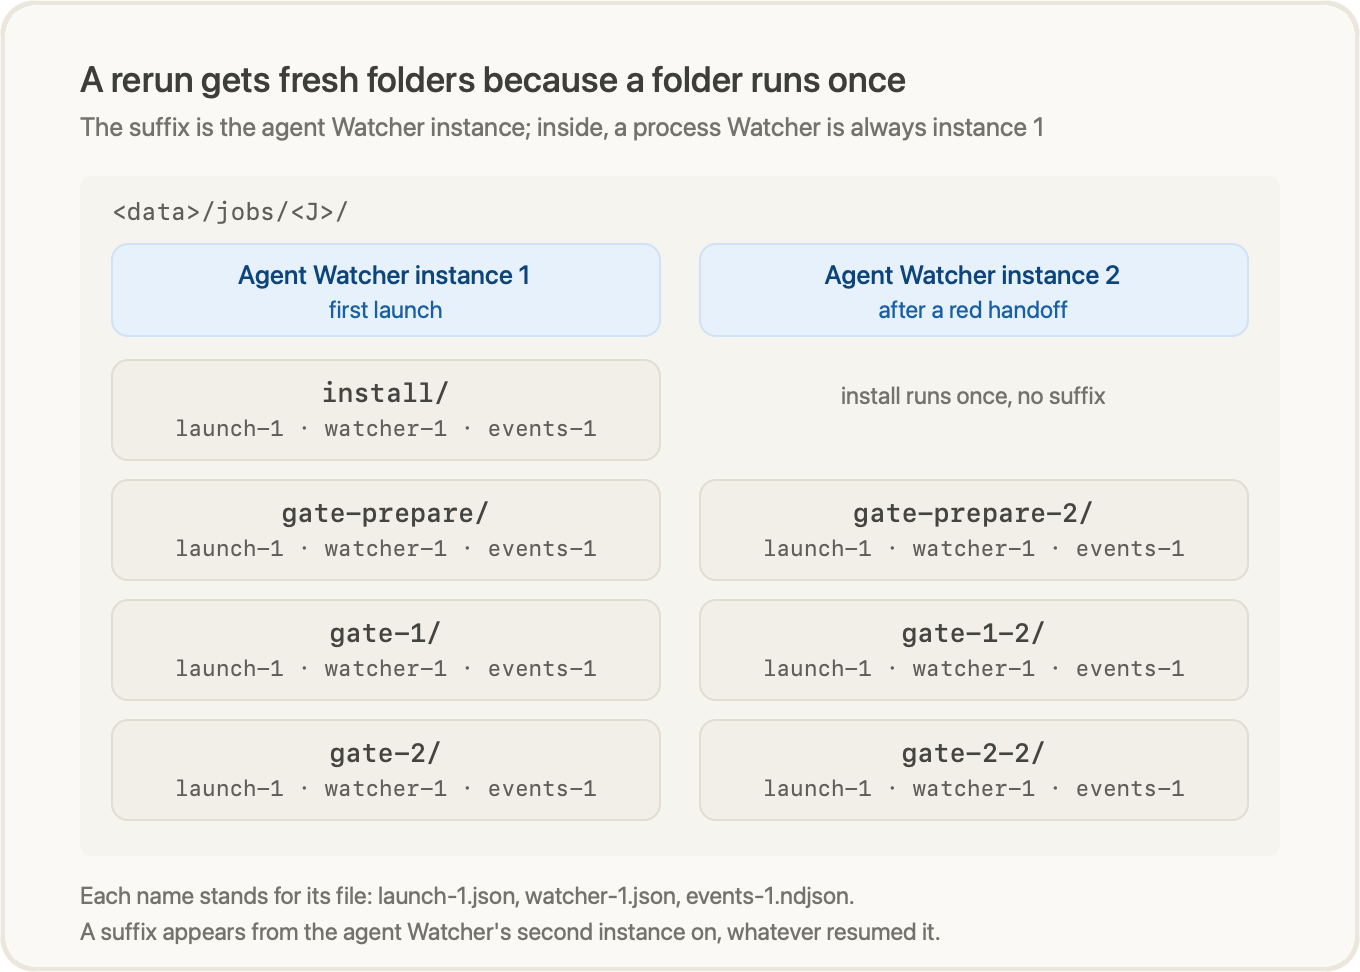 A rerun gets fresh folders because a folder runs once
The suffix is the agent Watcher instance; inside, a process Watcher is always instance 1
<data>/jobs/<J>/
Agent Watcher instance 1
first launch
Agent Watcher instance 2
after a red handoff
install/
launch-1 · watcher-1 · events-1
install runs once, no suffix
gate-prepare/
launch-1 · watcher-1 · events-1
gate-prepare-2/
launch-1 · watcher-1 · events-1
gate-1/
launch-1 · watcher-1 · events-1
gate-1-2/
launch-1 · watcher-1 · events-1
gate-2/
launch-1 · watcher-1 · events-1
gate-2-2/
launch-1 · watcher-1 · events-1
Each name stands for its file: launch-1.json, watcher-1.json, events-1.ndjson.
A suffix appears from the agent Watcher's second instance on, whatever resumed it.